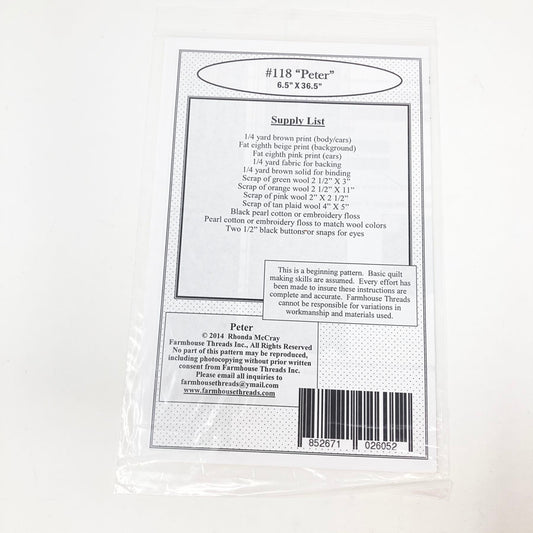 #118 "Peter"
6.5" X 36.5"
Supply List
1/4 yard brown print (body/ears)
Fat eighth beige print (background)
Fat eighth pink print (ears)
1/4 yard fabric for backing
1/4 yard brown solid for binding
Scrap of green wool 2 1/2" X 3"
Scrap of orange wool 2 1/2" X 11"
Scrap of pink wool 2" X 2 1/2"
Scrap of tan plaid wool 4" X 5"
Black pearl cotton or embroidery floss
Pearl cotton or embroidery floss to match wool colors
Two 1/2" black buttons or snaps for eyes
This is a beginning pattern. Basic quilt
making skills are assumed. Every effort has
been made to insure these instructions are
complete and accurate. Farmhouse Threads
cannot be responsible for variations in
workmanship and materials used.
Peter
© 2014 Rhonda McCray
Farmhouse Threads Inc., All Rights Reserved
No part of this pattern may be reproduced,
including photocopying without prior written
consent from Farmhouse Threads Inc.
Please email all inquiries to
farmhousethreads@ymail.com
www.farmhousethreads.com
852671 026052